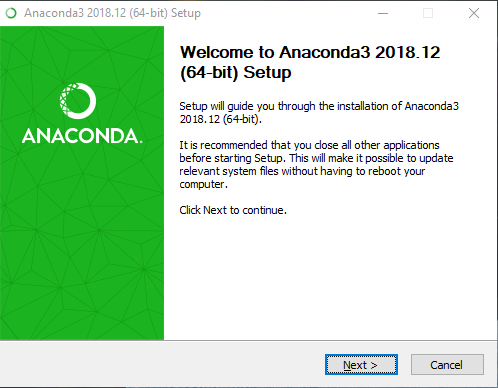 Anaconda3 2018.12 (64-bit) Setup
Welcome to Anaconda3 2018.12
(64-bit) Setup
ANACONDA.
Setup will guide you through the installation of Anaconda3
2018.12 (64-bit).
It is recommended that you close all other applications
before starting Setup. This will make it possible to update
relevant system files without having to reboot your
computer.
Click Next to continue.
Next >
Cancel